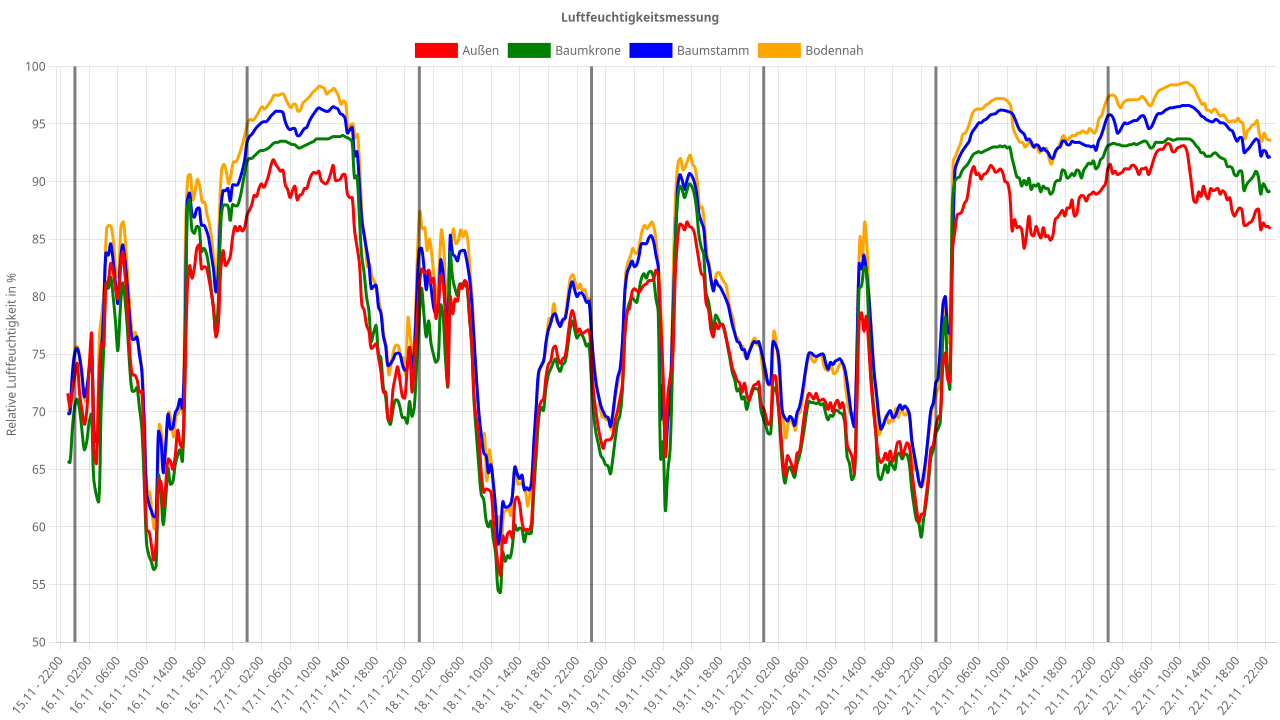 Luftfeuchtigkeitsmessung
Außen Baumkrone Baumstamm Bodennah
Relative Luftfeuchtigkeit in %
100
95
90
85
80
75
70
65
60
55
50
15.11 - 22:00
16.11 - 02:00
16.11 - 06:00
16.11 - 10:00
16.11 - 14:00
16.11 - 18:00
16.11 - 22:00
17.11 - 02:00
17.11 - 06:00
17.11 - 10:00
17.11 - 14:00
17.11 - 18:00
17.11 - 22:00
18.11 - 02:00
18.11 - 06:00
18.11 - 10:00
18.11 - 14:00
18.11 - 18:00
18.11 - 22:00
19.11 - 02:00
19.11 - 06:00
19.11 - 10:00
19.11 - 14:00
19.11 - 18:00
19.11 - 22:00
20.11 - 02:00
20.11 - 06:00
20.11 - 10:00
20.11 - 14:00
20.11 - 18:00
20.11 - 22:00
21.11 - 02:00
21.11 - 06:00
21.11 - 10:00
21.11 - 14:00
21.11 - 18:00
21.11 - 22:00
22.11 - 02:00
22.11 - 06:00
22.11 - 10:00
22.11 - 14:00
22.11 - 18:00
22.11 - 22:00